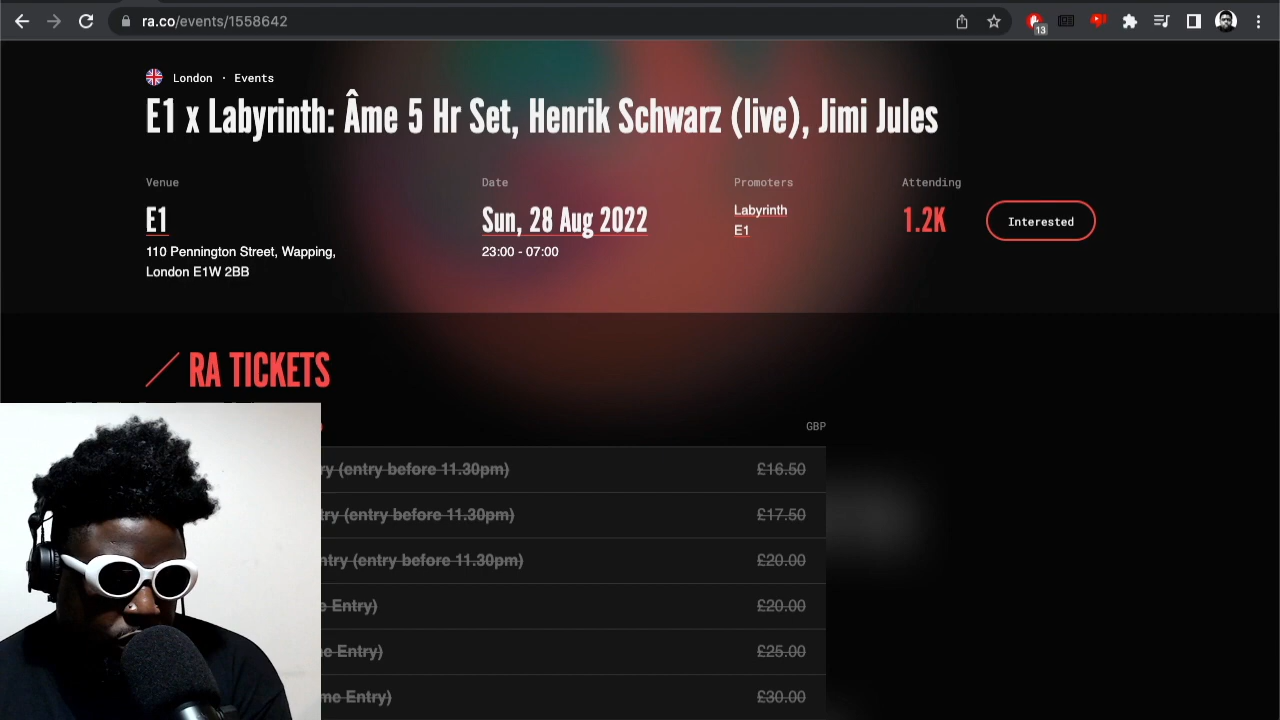 ra.co/events/1558642
13
London · Events
E1 x Labyrinth: Âme 5 Hr Set, Henrik Schwarz (live), Jimi Jules
Venue
E1
110 Pennington Street, Wapping,
London E1W 2BB
Date
Sun, 28 Aug 2022
23:00 - 07:00
Promoters
Labyrinth
E1
Attending
1.2K
Interested
RA TICKETS
GBP
ry (entry before 11.30pm) £16.50
try (entry before 11.30pm) £17.50
ntry (entry before 11.30pm) £20.00
e Entry) £20.00
ne Entry) £25.00
me Entry) £30.00